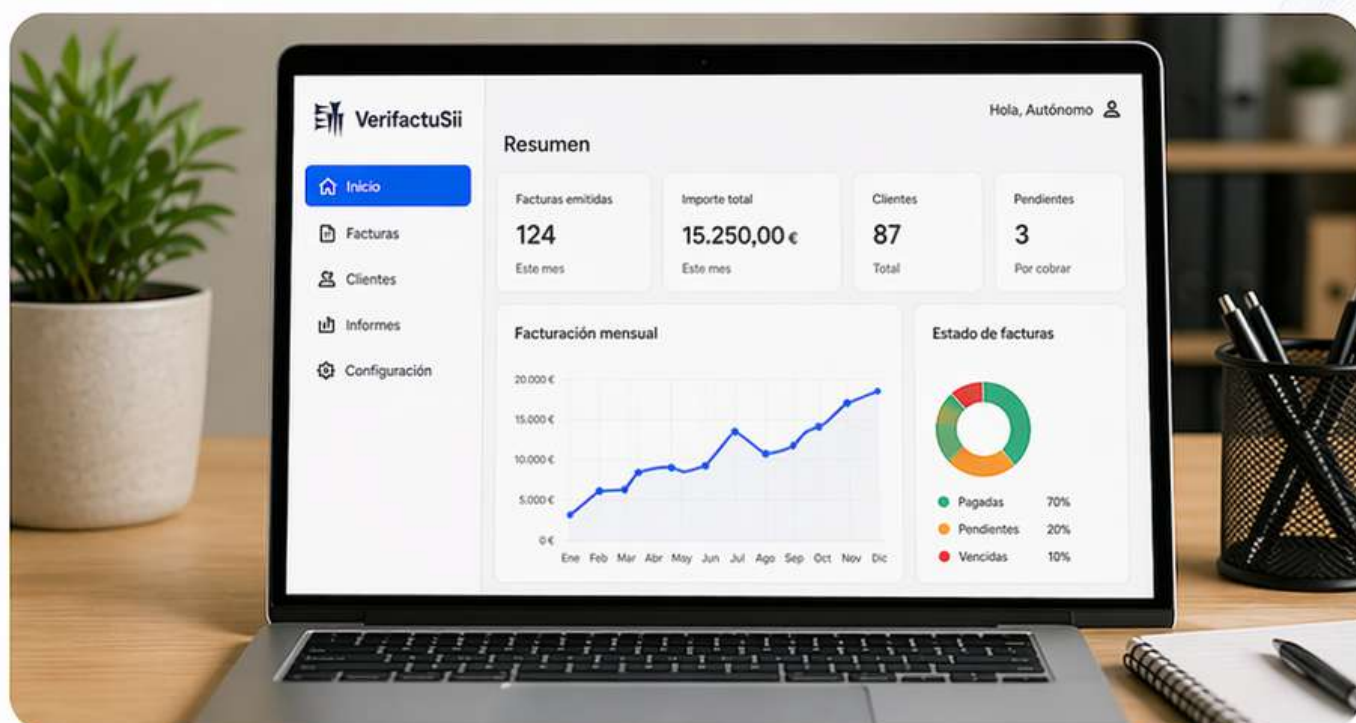 VerifactuSii
Hola, Autónomo
Resumen
Inicio
Facturas
Clientes
Informes
Configuración
Facturas emitidas
124
Este mes
Importe total
15.250,00 €
Este mes
Clientes
87
Total
Pendientes
3
Por cobrar
Facturación mensual
20.000 €
15.000 €
10.000 €
5.000 €
0 €
Ene Feb Mar Abr May Jun Jul Ago Sep Oct Nov Dic
Estado de facturas
Pagadas 70%
Pendientes 20%
Vencidas 10%